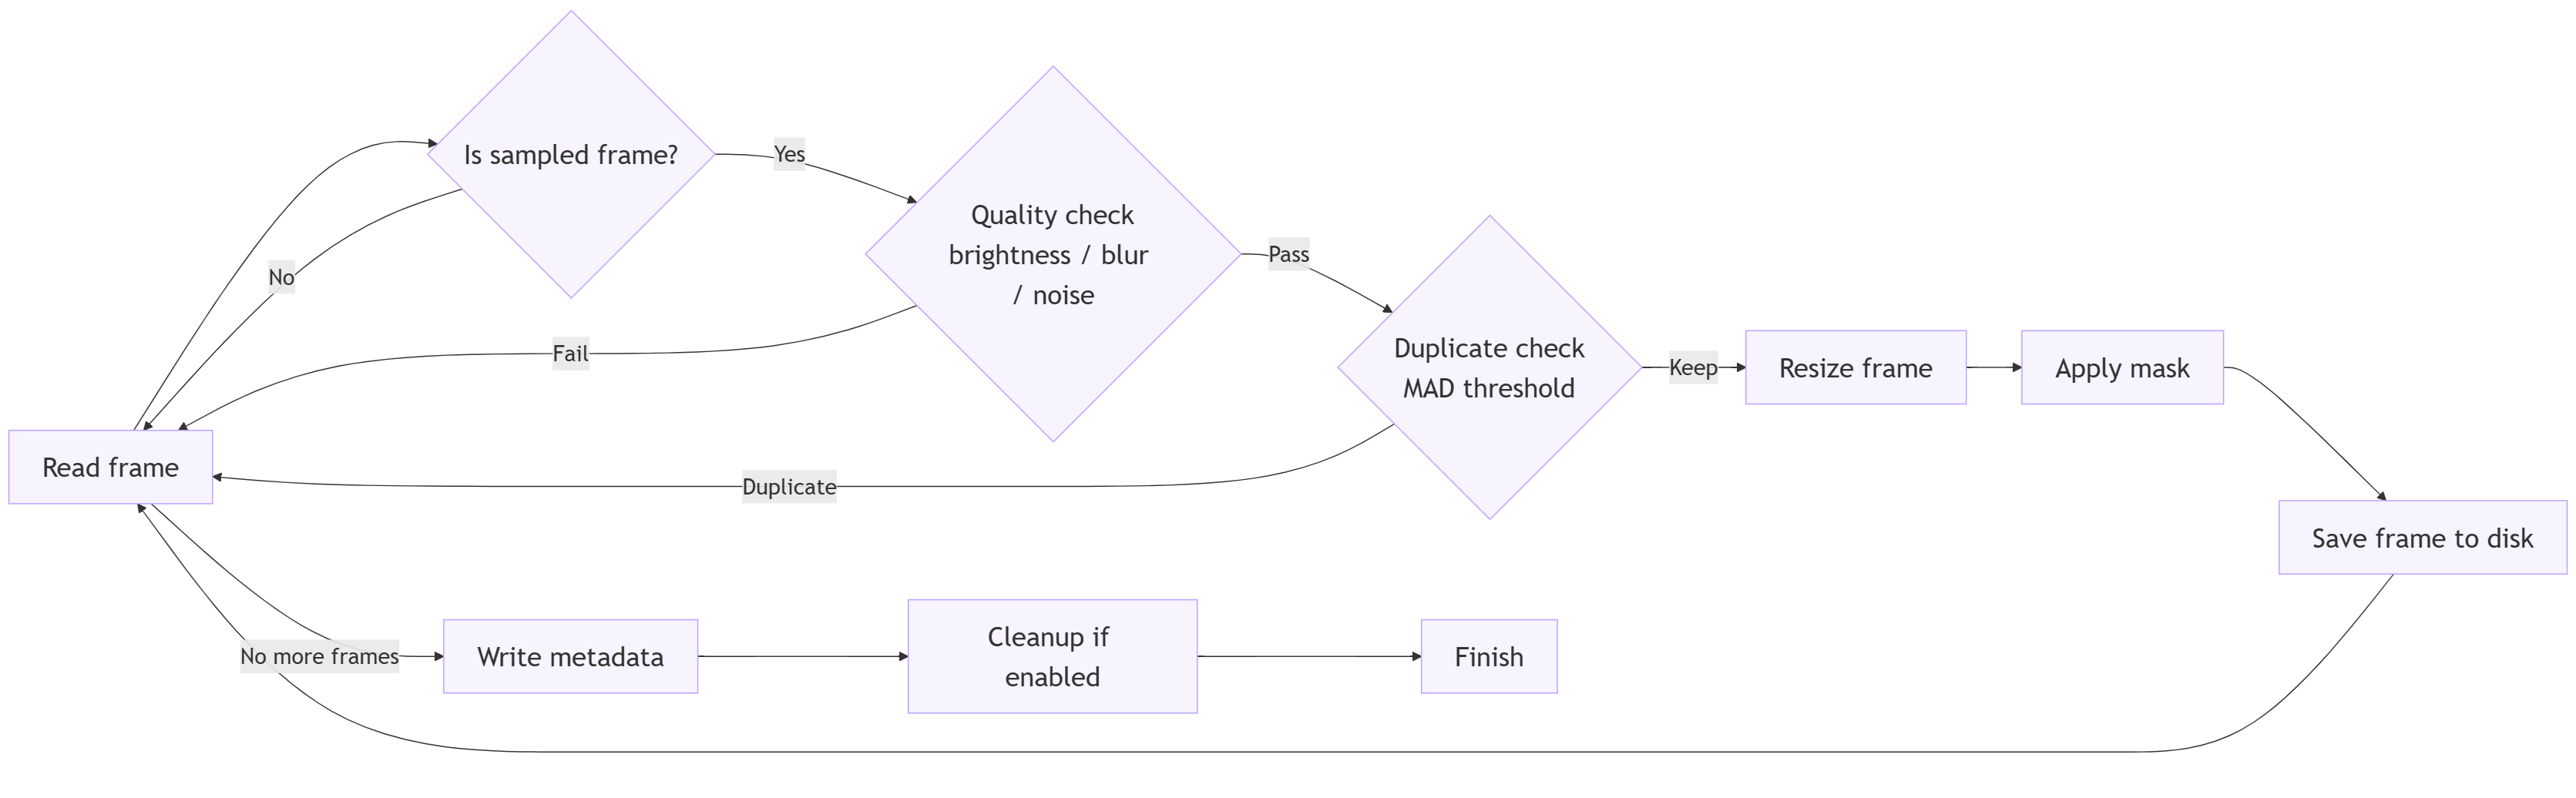 Is sampled frame?
Yes
Quality check
brightness / blur
/ noise
No
Pass
Fail
Duplicate check
MAD threshold
Keep
Resize frame
Apply mask
Read frame
Duplicate
Save frame to disk
No more frames
Write metadata
Cleanup if
enabled
Finish